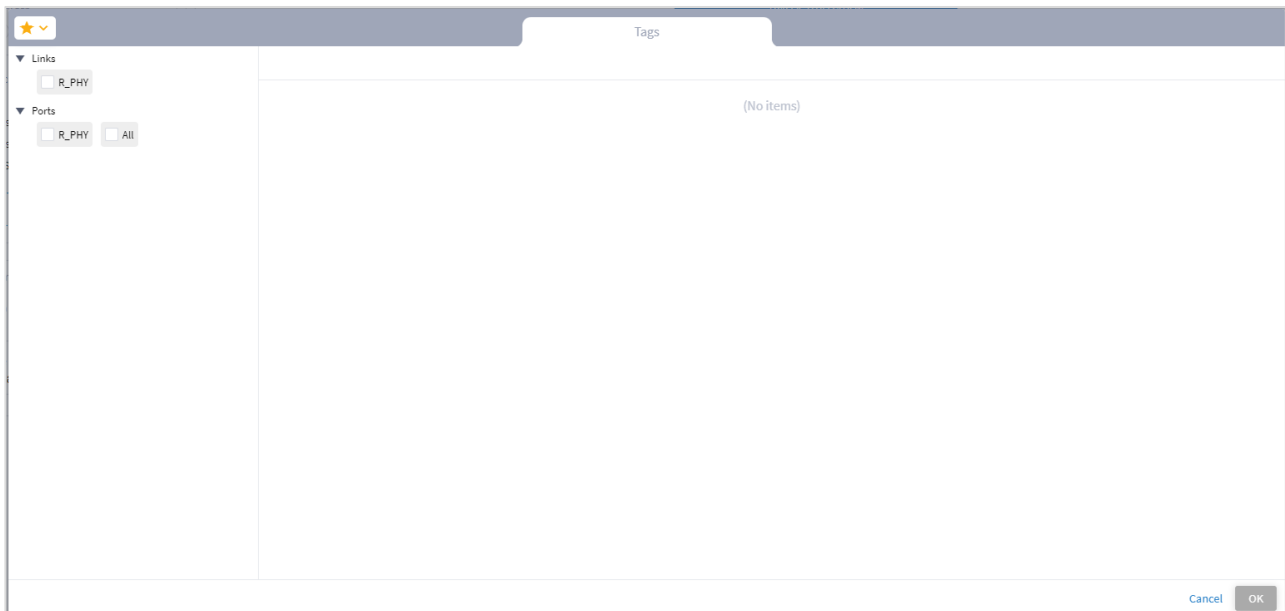 Tags
Links
R_PHY
Ports
R_PHY All
(No items)
Cancel OK